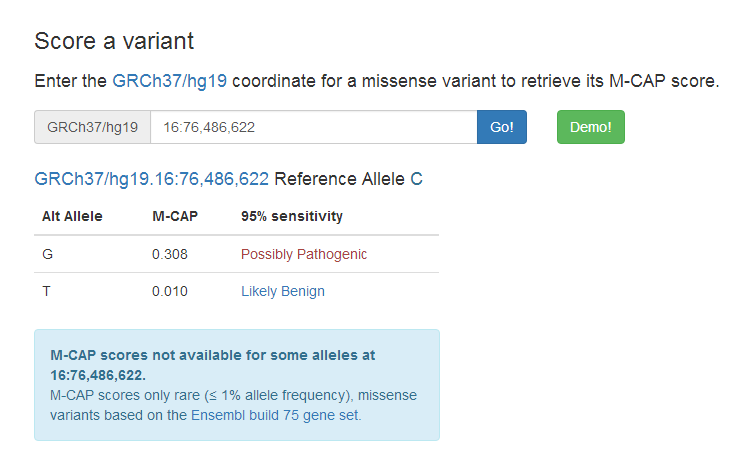 Score a variant
Enter the GRCh37/hg19 coordinate for a missense variant to retrieve its M-CAP score.
GRCh37/hg19 16:76,486,622 Go! Demo!
GRCh37/hg19.16:76,486,622 Reference Allele C
Alt Allele M-CAP 95% sensitivity
G 0.308 Possibly Pathogenic
T 0.010 Likely Benign
M-CAP scores not available for some alleles at
16:76,486,622.
M-CAP scores only rare (≤ 1% allele frequency), missense
variants based on the Ensembl build 75 gene set.